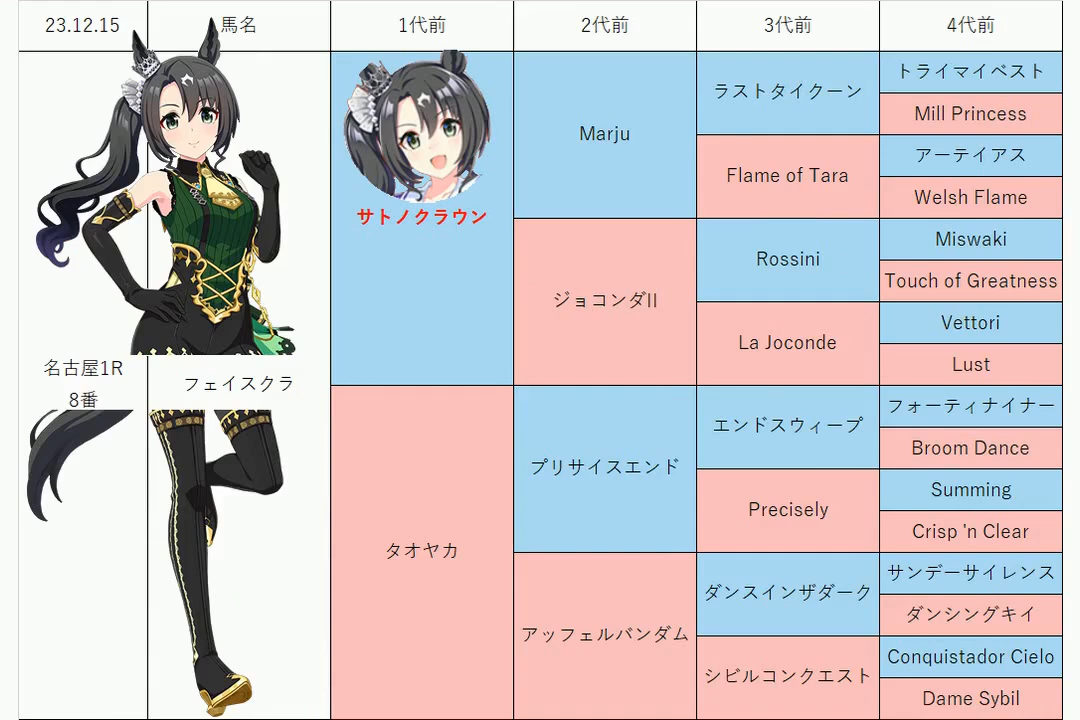 23.12.15
馬名
1代前
2代前
3代前
4代前
名古屋1R
8番
フェイスクラ
サトノクラウン
タオヤカ
Marju
ジョコンダII
プリサイスエンド
アッフェルバンダム
ラストタイクーン
Flame of Tara
Rossini
La Joconde
エンドスウィープ
Precisely
ダンスインザダーク
シビルコンクエスト
トライマイベスト
Mill Princess
アーテイアス
Welsh Flame
Miswaki
Touch of Greatness
Vettori
Lust
フォーティナイナー
Broom Dance
Summing
Crisp 'n Clear
サンデーサイレンス
ダンシングキイ
Conquistador Cielo
Dame Sybil